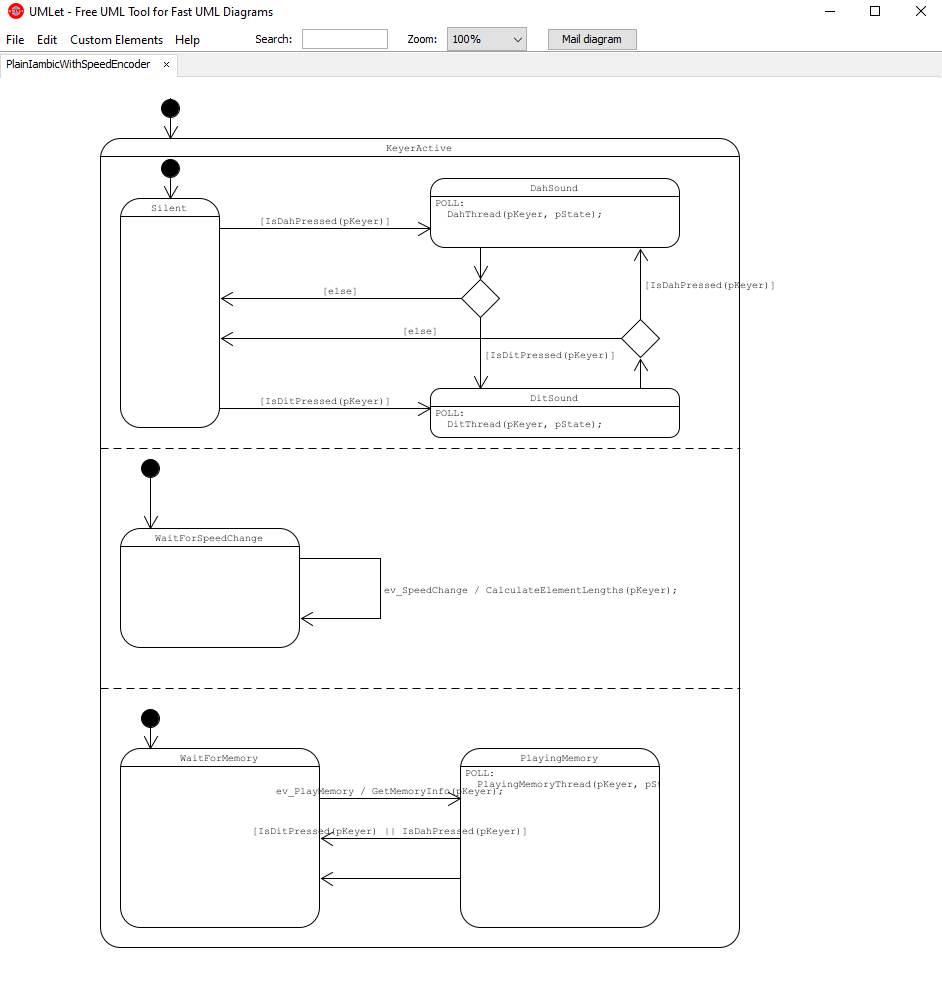 UMLet - Free UML Tool for Fast UML Diagrams
File Edit Custom Elements Help Search: Zoom: 100% Mail diagram
PlainIambicWithSpeedEncoder ×
KeyerActive
Silent
DahSound
POLL:
DahThread(pKeyer, pState);
[IsDahPressed(pKeyer)]
[IsDahPressed(pKeyer)]
[else]
[else]
[IsDitPressed(pKeyer)]
[IsDitPressed(pKeyer)]
DitSound
POLL:
DitThread(pKeyer, pState);
WaitForSpeedChange
ev_SpeedChange / CalculateElementLengths(pKeyer);
WaitForMemory
PlayingMemory
POLL:
PlayingMemoryThread(pKeyer, pSt
ev_PlayMemory / GetMemoryInfo(pKeyer);
[IsDitPressed(pKeyer) || IsDahPressed(pKeyer)]